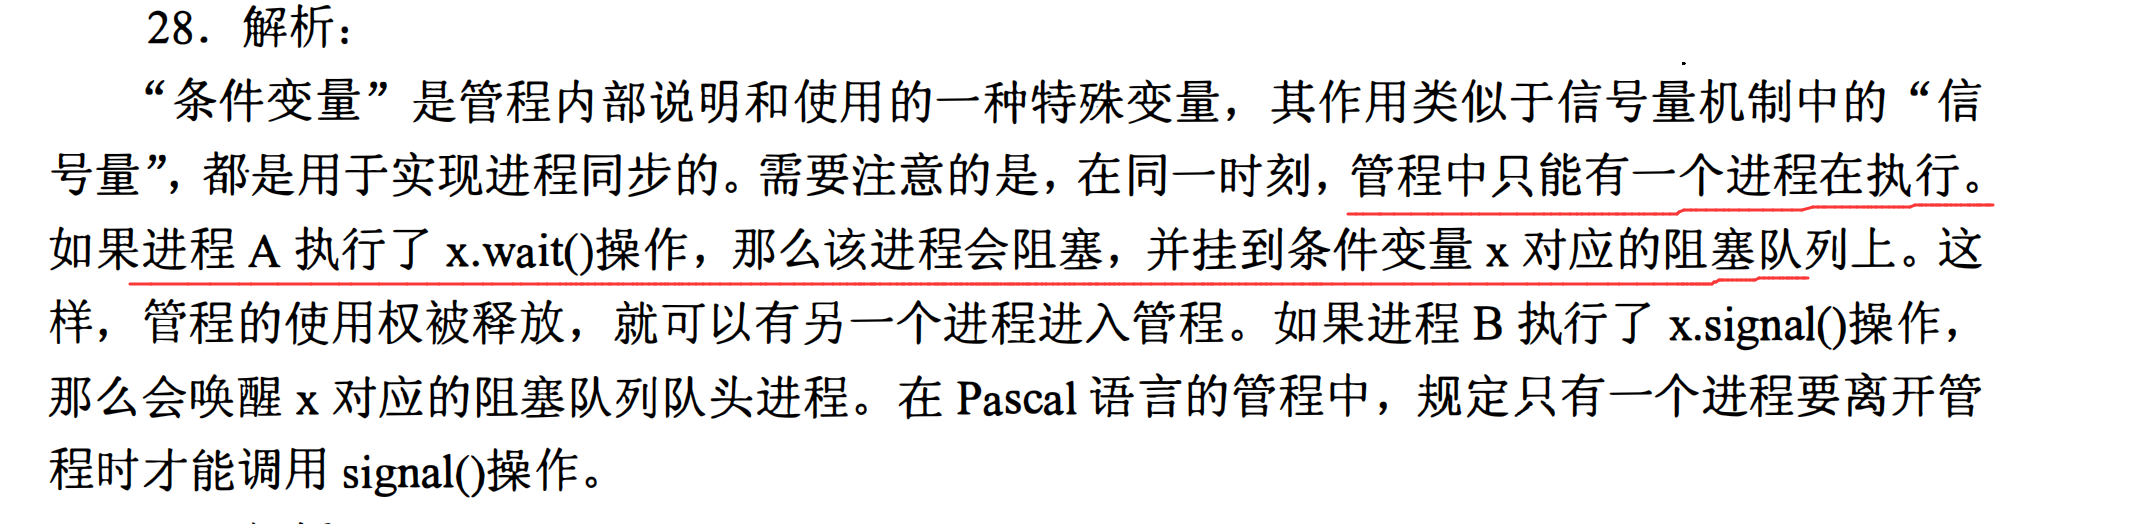 28. 解析：
“条件变量”是管程内部说明和使用的一种特殊变量，其作用类似于信号量机制中的“信
号量”，都是用于实现进程同步的。需要注意的是，在同一时刻，管程中只能有一个进程在执行。
如果进程 A 执行了 x.wait()操作，那么该进程会阻塞，并挂到条件变量 x 对应的阻塞队列上。这
样，管程的使用权被释放，就可以有另一个进程进入管程。如果进程 B 执行了 x.signal()操作，
那么会唤醒 x 对应的阻塞队列队头进程。在 Pascal 语言的管程中，规定只有一个进程要离开管
程时才能调用 signal()操作。